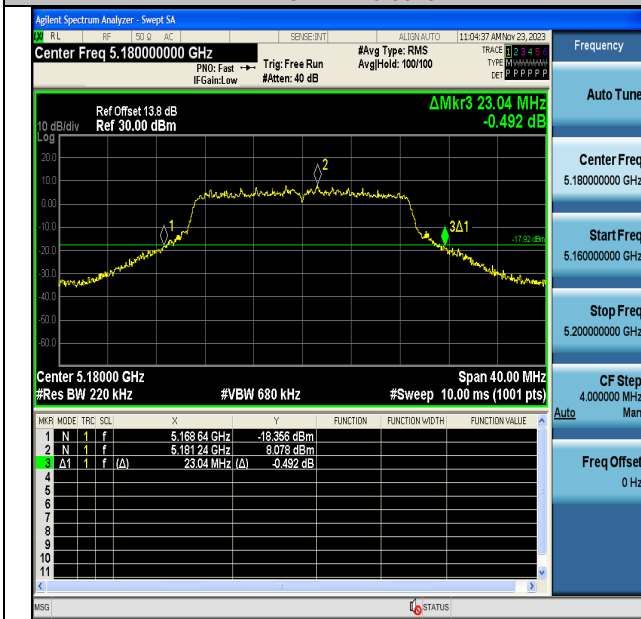 Agilent Spectrum Analyzer - Swept SA
RL RF 50 Ω AC SENSE:INT ALIGN AUTO 11:04:37 AM Nov 23, 2023
Center Freq 5.180000000 GHz
PNO: Fast
IFGain:Low
Trig: Free Run
#Atten: 40 dB
#Avg Type: RMS
Avg|Hold: 100/100
TRACE 1 2 3 4 5 6
TYPE M
DET P P P P P P
Frequency
Auto Tune
Center Freq
5.180000000 GHz
Start Freq
5.160000000 GHz
Stop Freq
5.200000000 GHz
CF Step
4.000000 MHz
Auto Man
Freq Offset
0 Hz
ΔMkr3 23.04 MHz
-0.492 dB
Ref Offset 13.8 dB
10 dB/div Ref 30.00 dBm
Log
20.0
10.0
0.00
-10.0
-20.0
-30.0
-40.0
-50.0
-60.0
1
2
3Δ1
-17.92 dBm
Center 5.18000 GHz Span 40.00 MHz
#Res BW 220 kHz #VBW 680 kHz #Sweep 10.00 ms (1001 pts)
MKR MODE TRC SCL X Y FUNCTION FUNCTION WIDTH FUNCTION VALUE
1 N 1 f 5.168 64 GHz -18.356 dBm
2 N 1 f 5.181 24 GHz 8.078 dBm
3 Δ1 1 f (Δ) 23.04 MHz (Δ) -0.492 dB
4
5
6
7
8
9
10
11
MSG STATUS